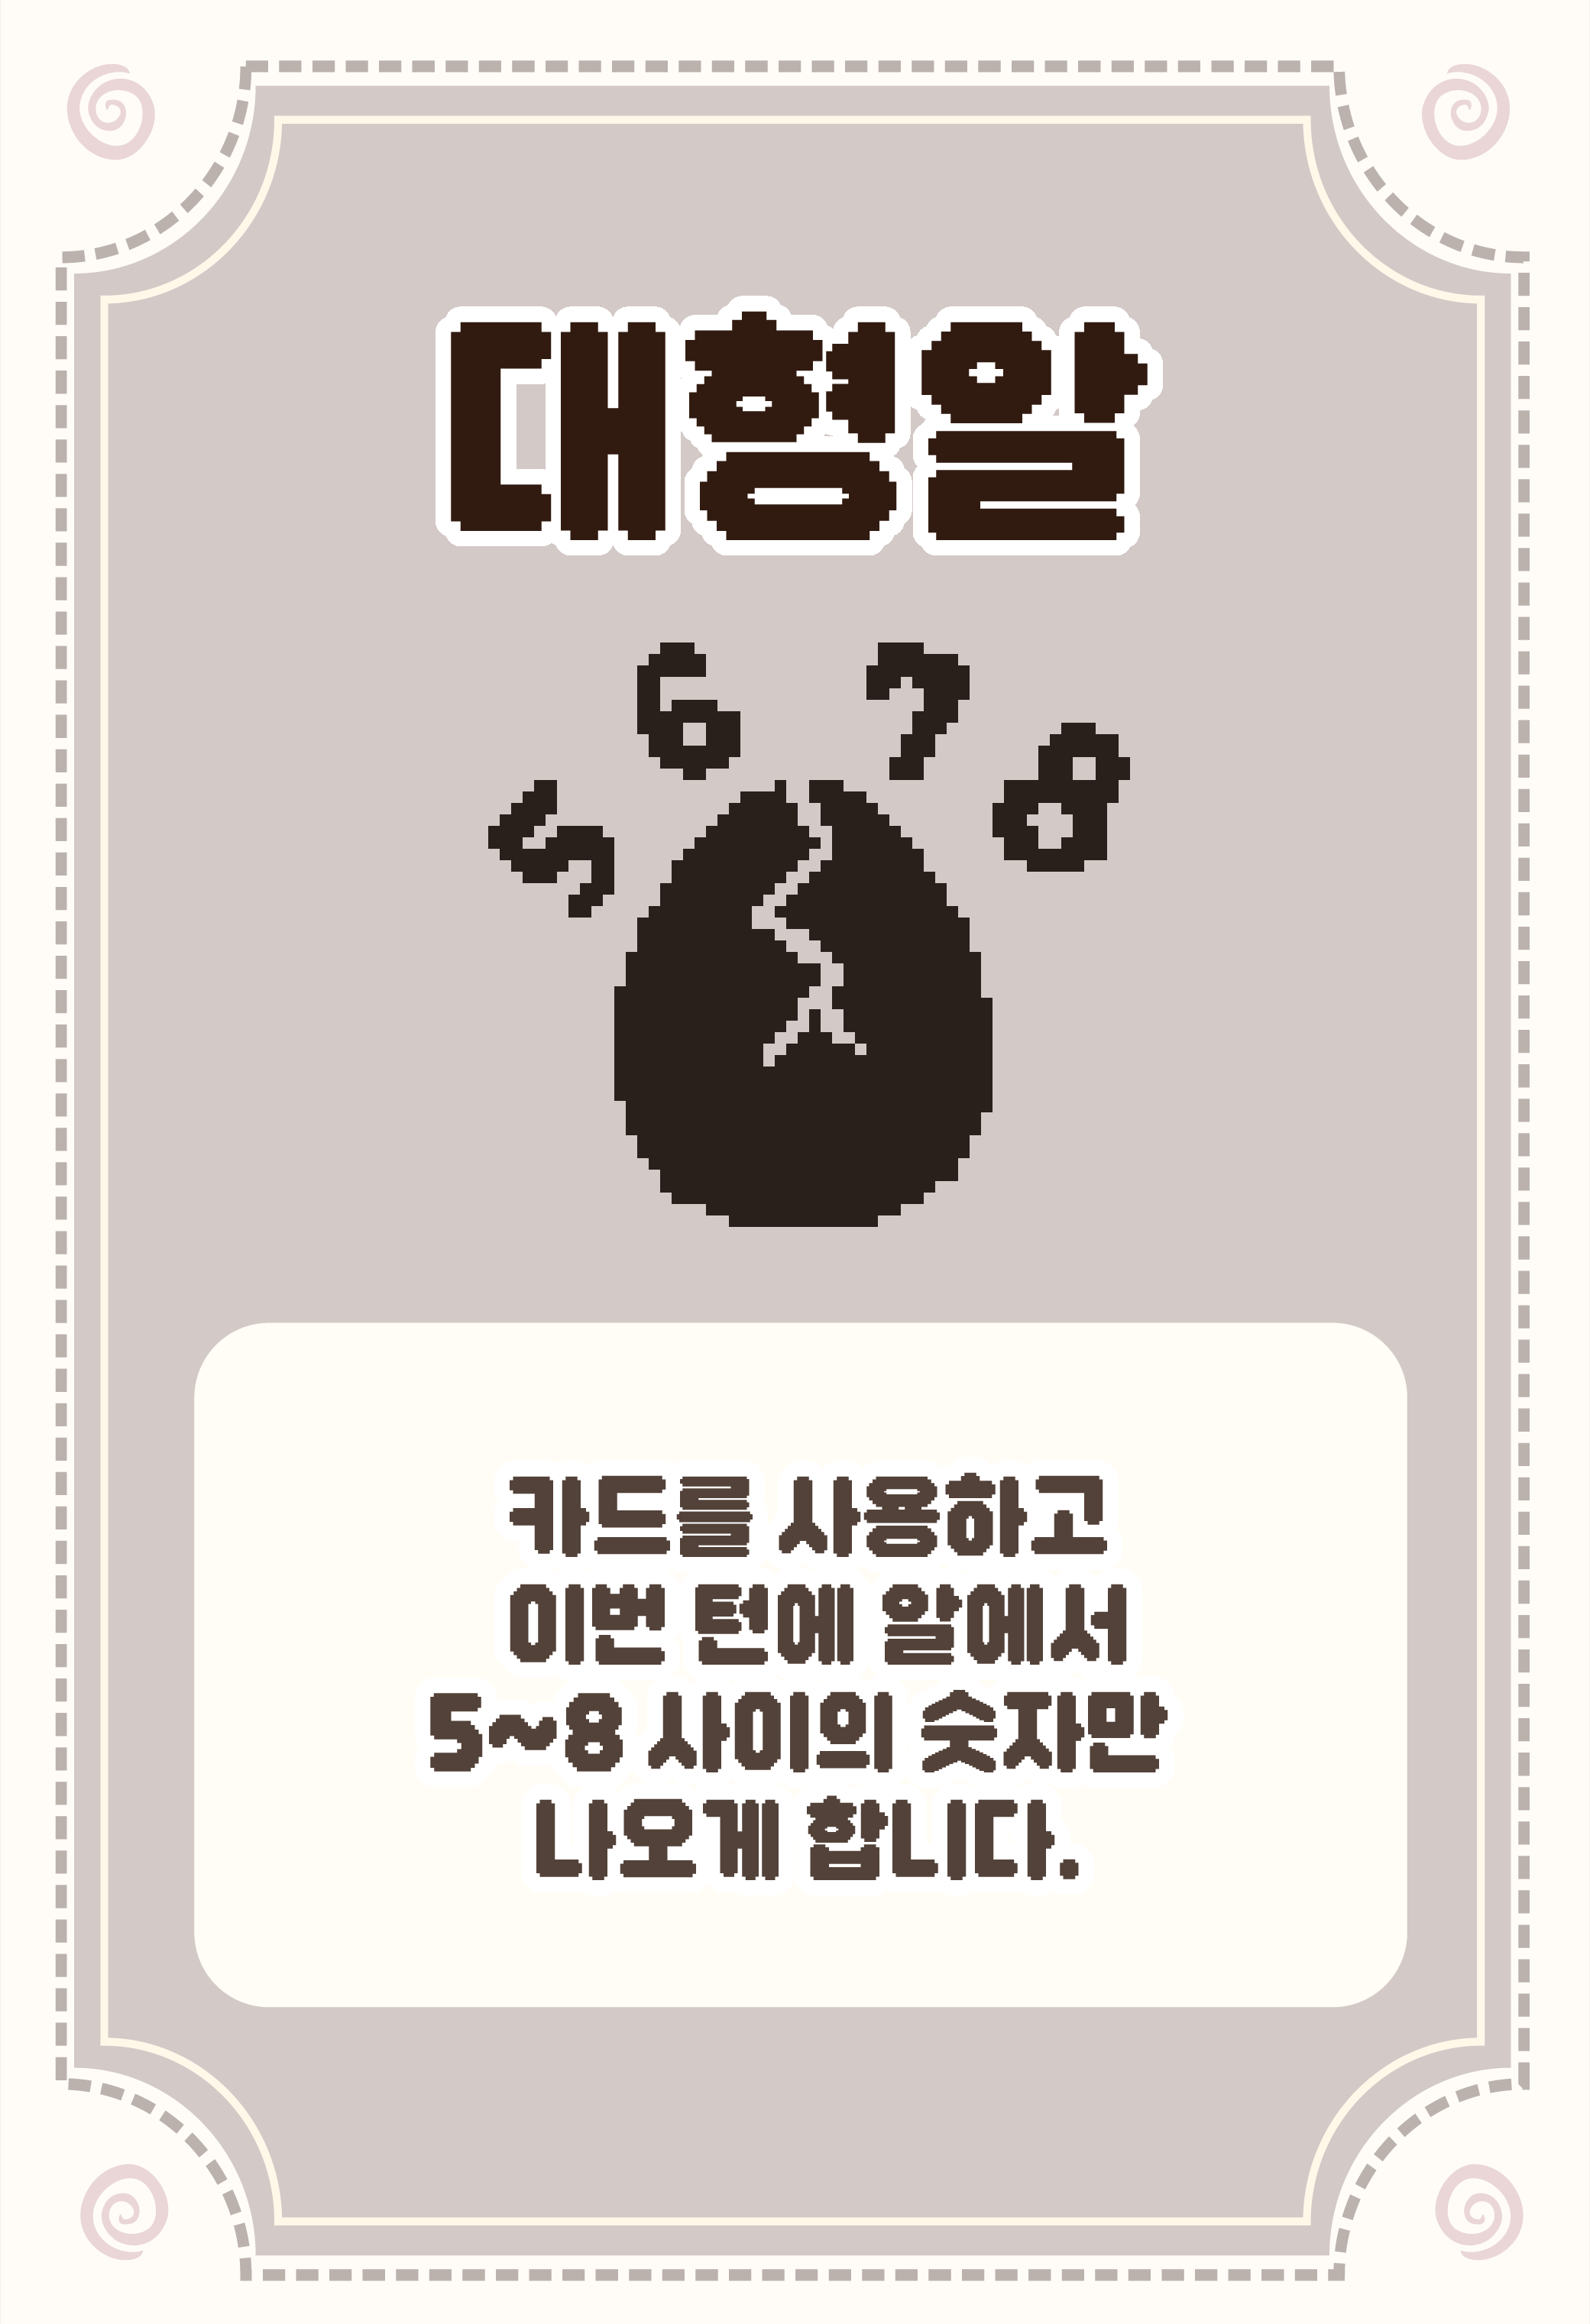 대형알
5 6 7 8
카드를 사용하고
이번 턴에 알에서
5~8 사이의 숫자만
나오게 합니다.